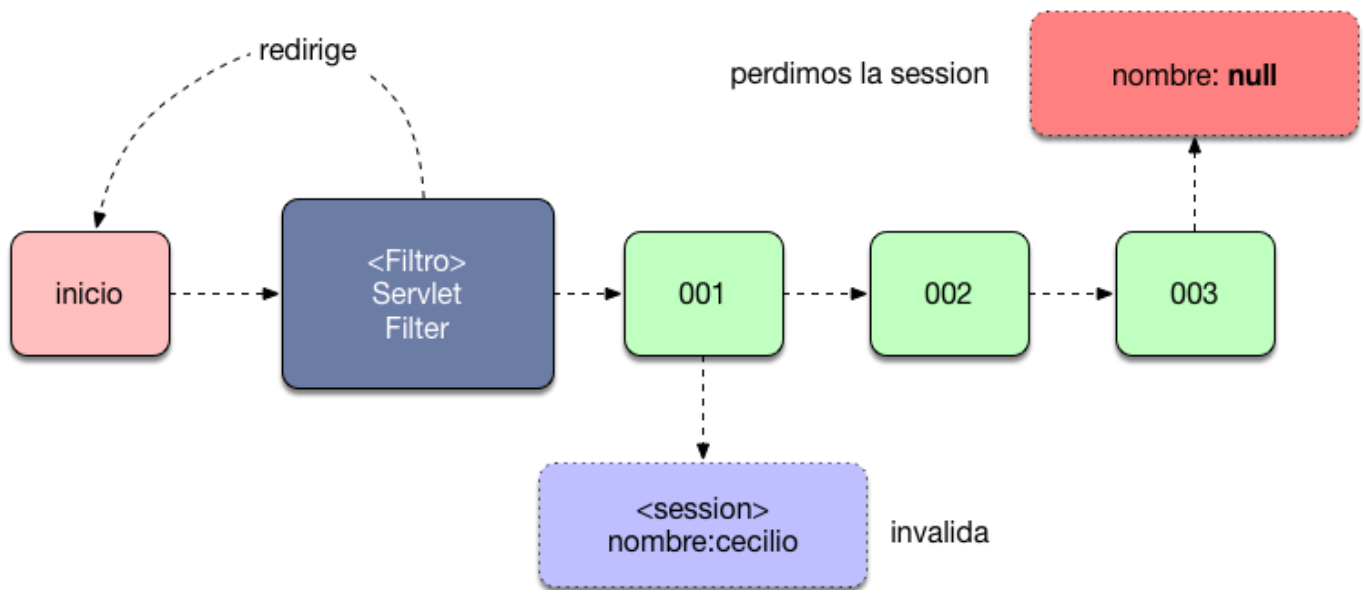 redirige
perdimos la session
nombre: null
inicio
<Filtro>
Servlet
Filter
001
002
003
<session>
nombre:cecilio
invalida